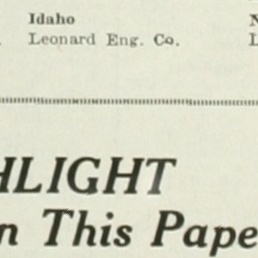 Idaho
Leonard Eng. Co.
HLIGHT
n This Pape